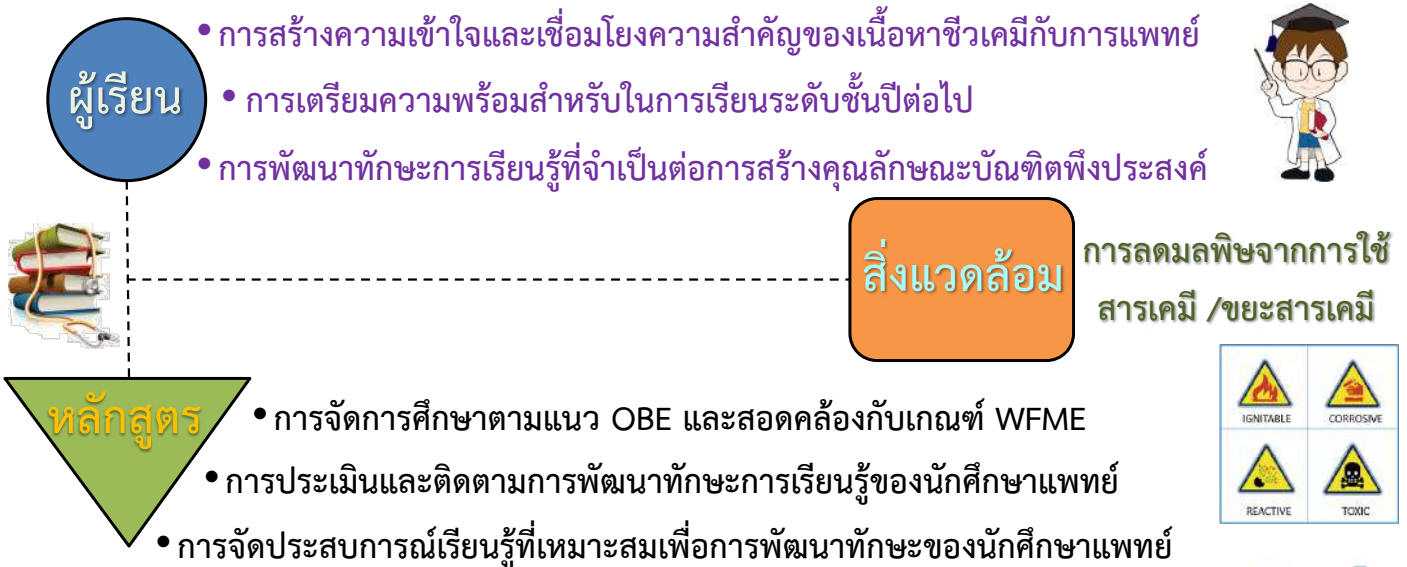 • การสร้างความเข้าใจและเชื่อมโยงความสำคัญของเนื้อหาชีวเคมีกับการแพทย์
ผู้เรียน
• การเตรียมความพร้อมสำหรับในการเรียนระดับชั้นปีต่อไป
• การพัฒนาทักษะการเรียนรู้ที่จำเป็นต่อการสร้างคุณลักษณะบัณฑิตพึงประสงค์
สิ่งแวดล้อม
การลดมลพิษจากการใช้
สารเคมี /ขยะสารเคมี
หลักสูตร
• การจัดการศึกษาตามแนว OBE และสอดคล้องกับเกณฑ์ WFME
• การประเมินและติดตามการพัฒนาทักษะการเรียนรู้ของนักศึกษาแพทย์
• การจัดประสบการณ์เรียนรู้ที่เหมาะสมเพื่อการพัฒนาทักษะของนักศึกษาแพทย์
IGNITABLE
CORROSIVE
REACTIVE
TOXIC